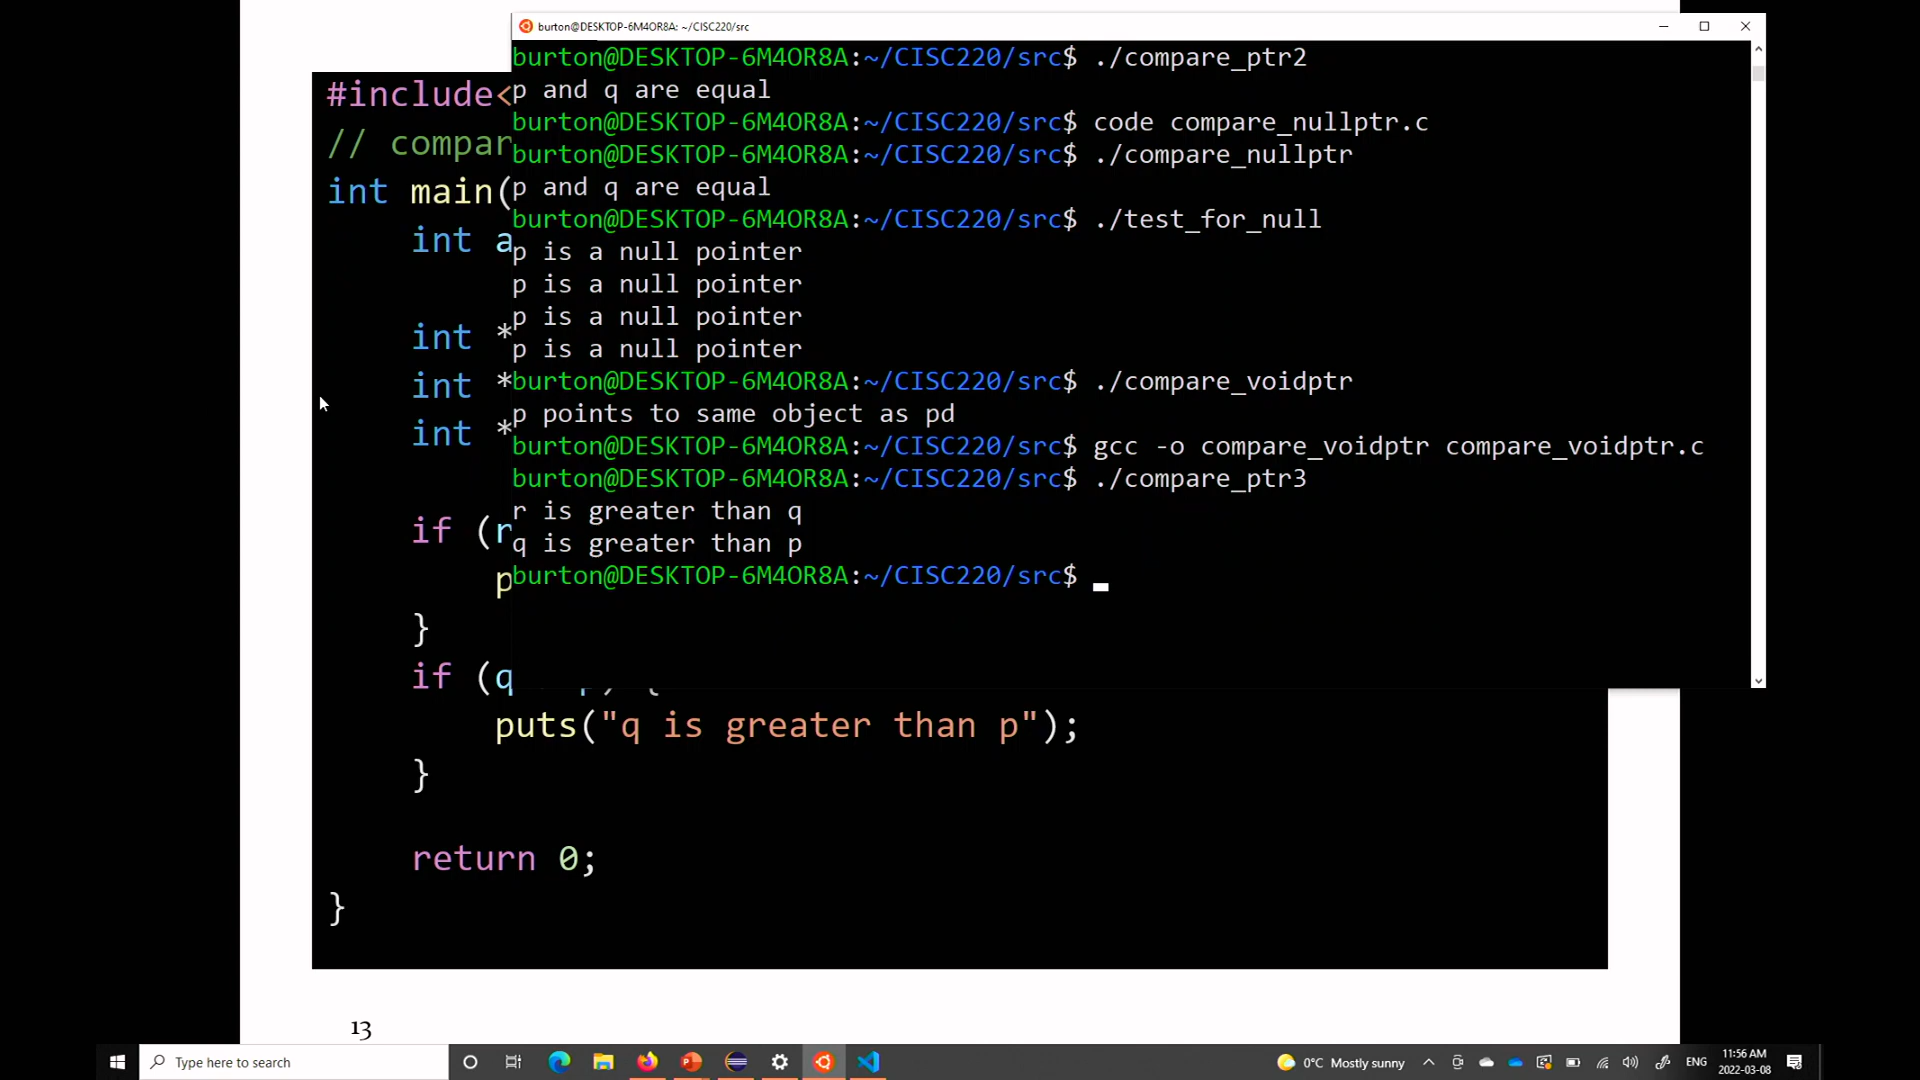 burton@DESKTOP-6M4OR8A: ~/CISC220/src
burton@DESKTOP-6M4OR8A:~/CISC220/src$ ./compare_ptr2
p and q are equal
burton@DESKTOP-6M4OR8A:~/CISC220/src$ code compare_nullptr.c
burton@DESKTOP-6M4OR8A:~/CISC220/src$ ./compare_nullptr
p and q are equal
burton@DESKTOP-6M4OR8A:~/CISC220/src$ ./test_for_null
p is a null pointer
p is a null pointer
p is a null pointer
p is a null pointer
burton@DESKTOP-6M4OR8A:~/CISC220/src$ ./compare_voidptr
p points to same object as pd
burton@DESKTOP-6M4OR8A:~/CISC220/src$ gcc -o compare_voidptr compare_voidptr.c
burton@DESKTOP-6M4OR8A:~/CISC220/src$ ./compare_ptr3
r is greater than q
q is greater than p
burton@DESKTOP-6M4OR8A:~/CISC220/src$
#include<
// compar
int main(
int a
int *
int *
int *
if (r
p
}
if (q
puts("q is greater than p");
}
return 0;
}
13
Type here to search
0°C Mostly sunny
ENG
11:56 AM
2022-03-08